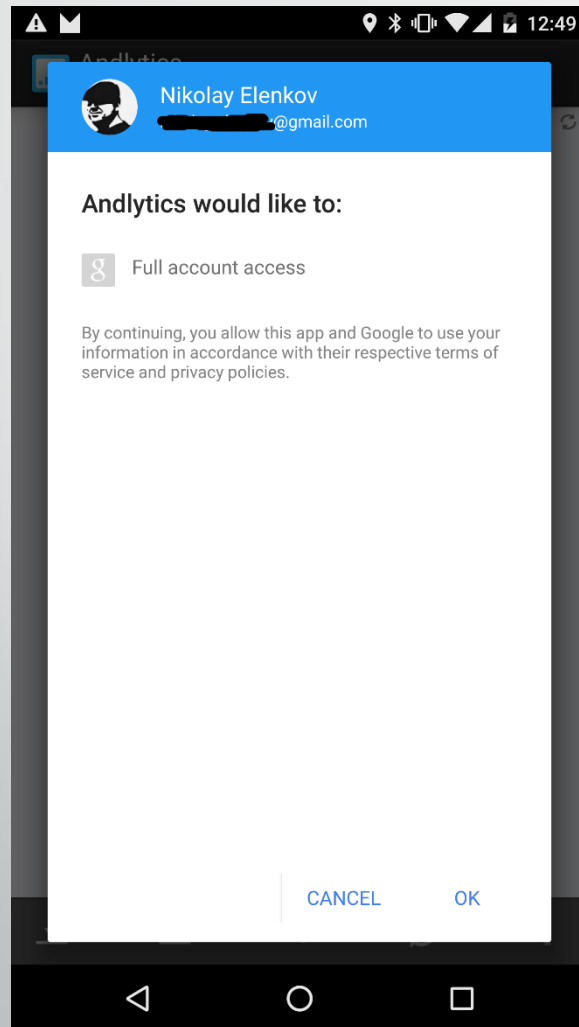 12:49
Andlytics
Nikolay Elenkov
@gmail.com
Andlytics would like to:
g Full account access
By continuing, you allow this app and Google to use your
information in accordance with their respective terms of
service and privacy policies.
CANCEL OK